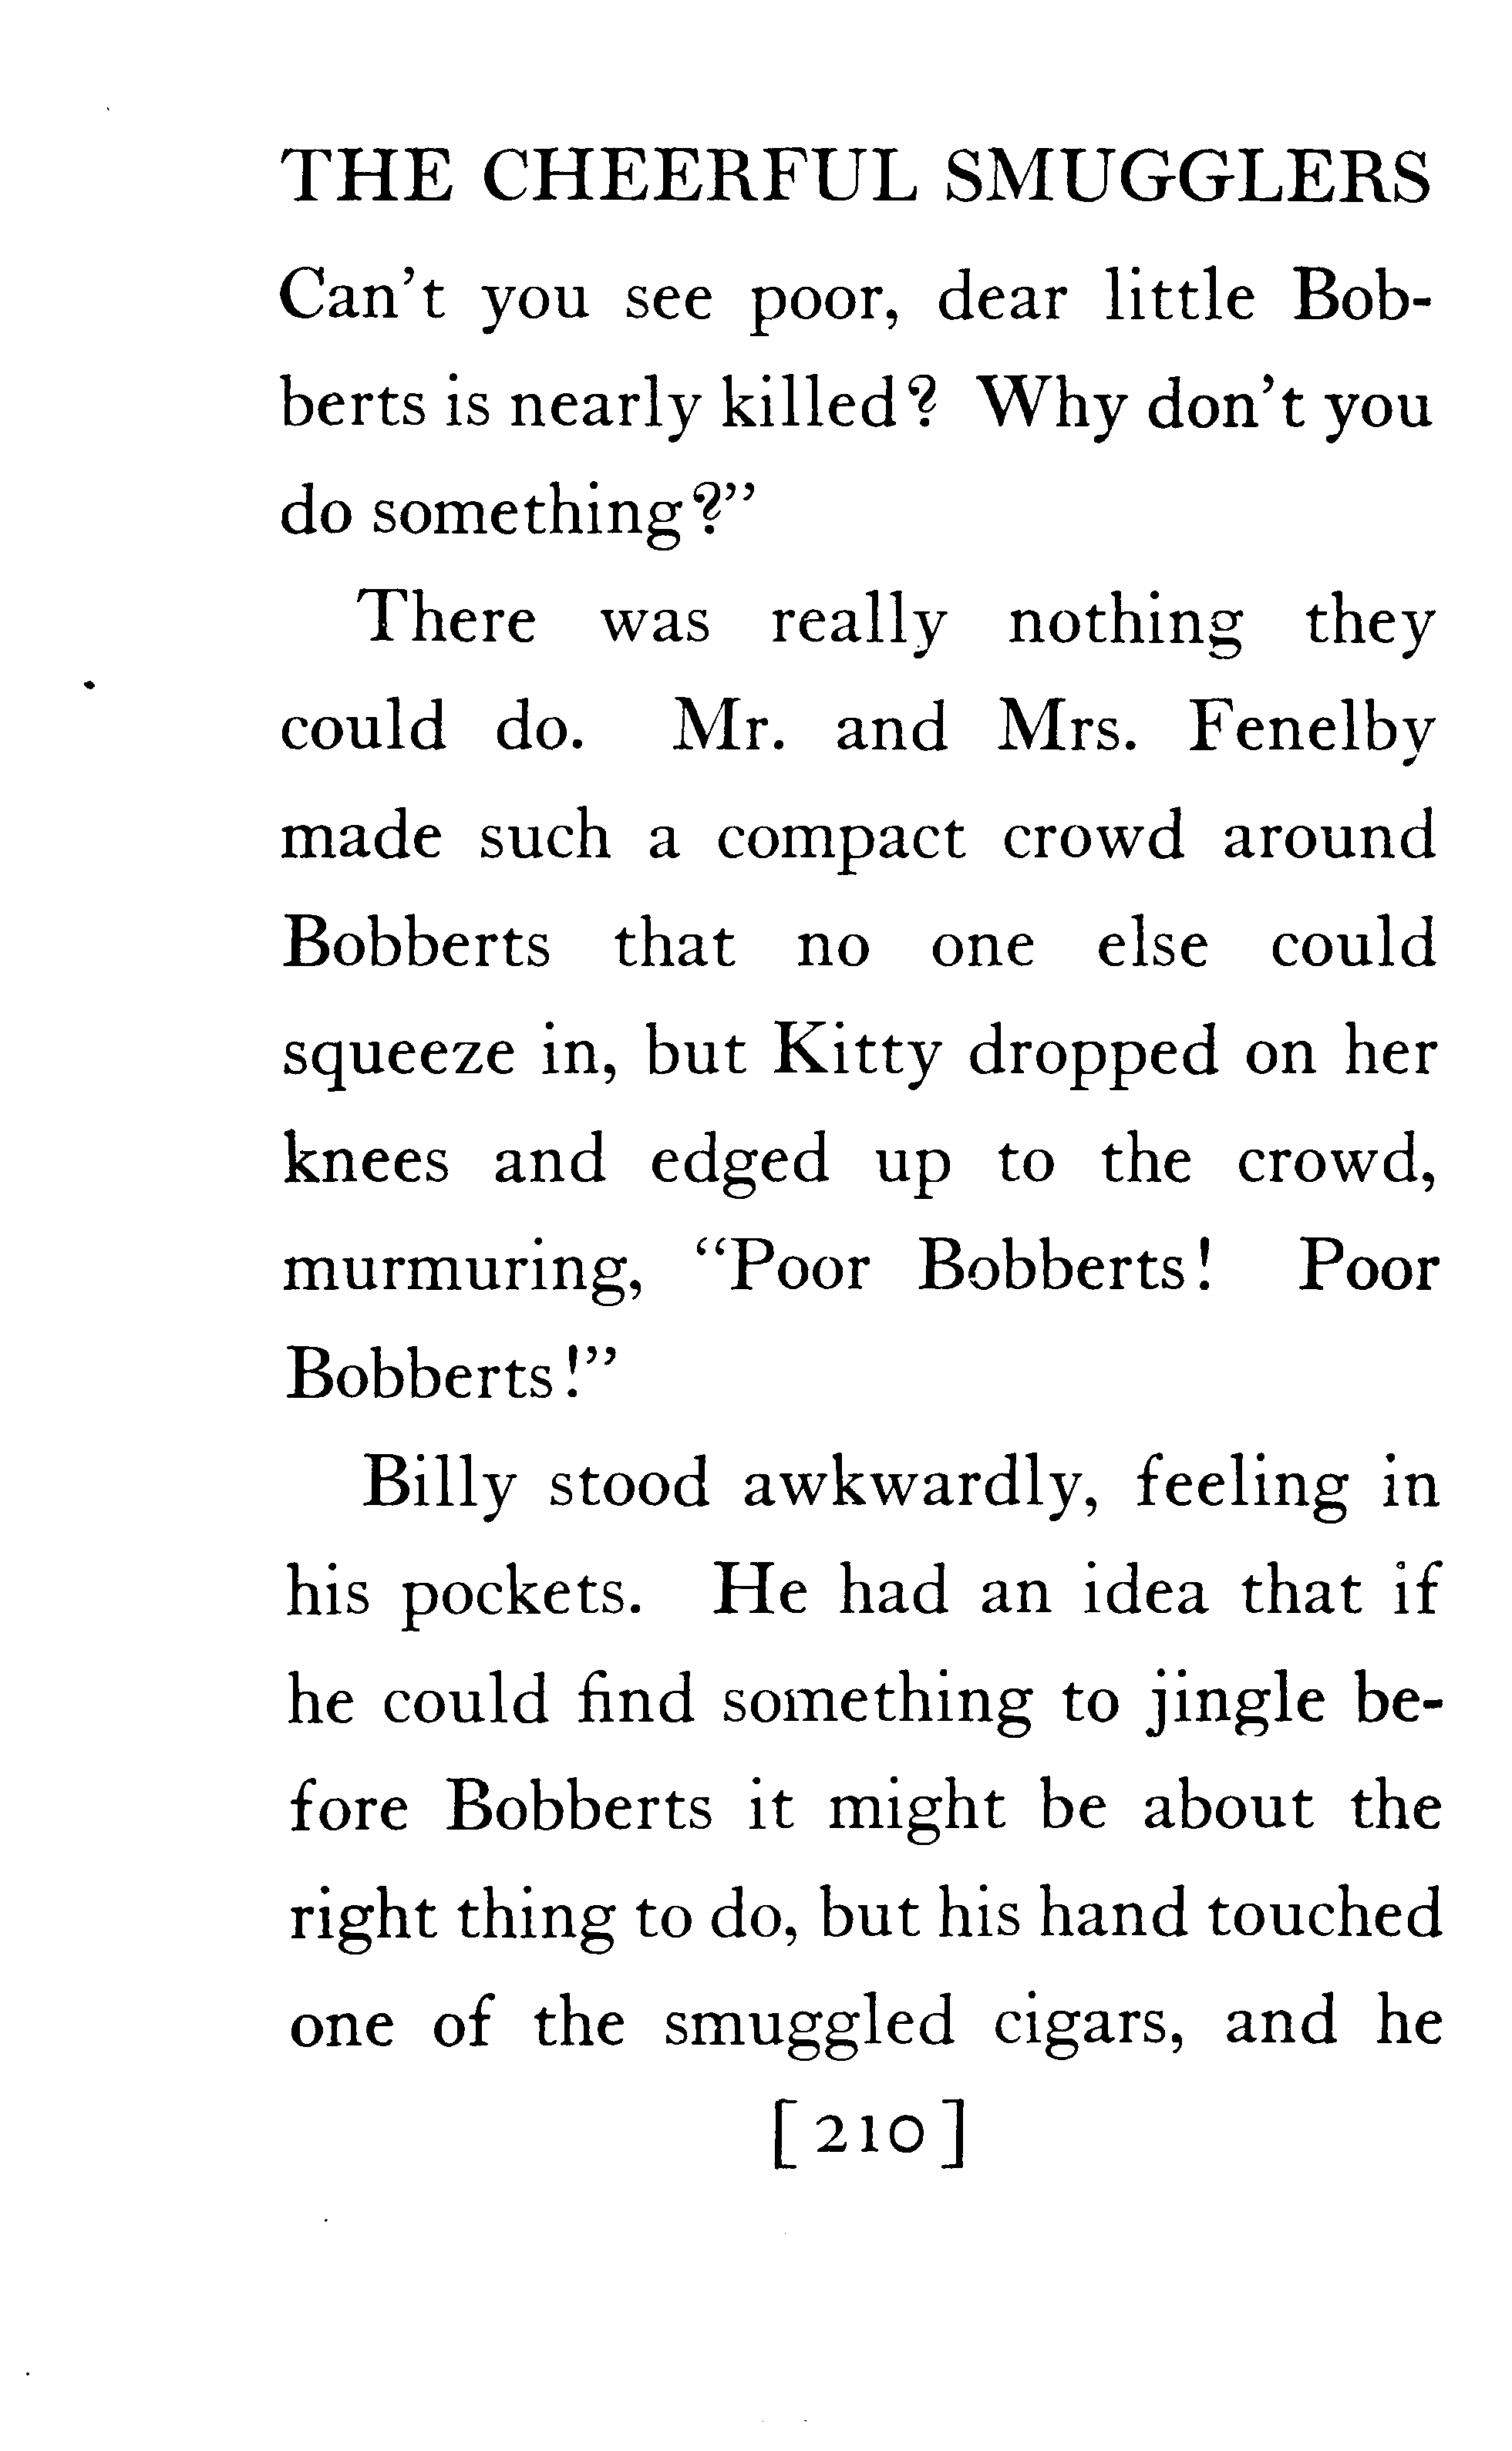 THE CHEERFUL SMUGGLERS
Can't you see poor, dear little Bob-
berts is nearly killed? Why don't you
do something?"
There was really nothing they
could do. Mr. and Mrs. Fenelby
made such a compact crowd around
Bobberts that no one else could
squeeze in, but Kitty dropped on her
knees and edged up to the crowd,
murmuring, "Poor Bobberts! Poor
Bobberts!"
Billy stood awkwardly, feeling in
his pockets. He had an idea that if
he could find something to jingle be-
fore Bobberts it might be about the
right thing to do, but his hand touched
one of the smuggled cigars, and he
[210]